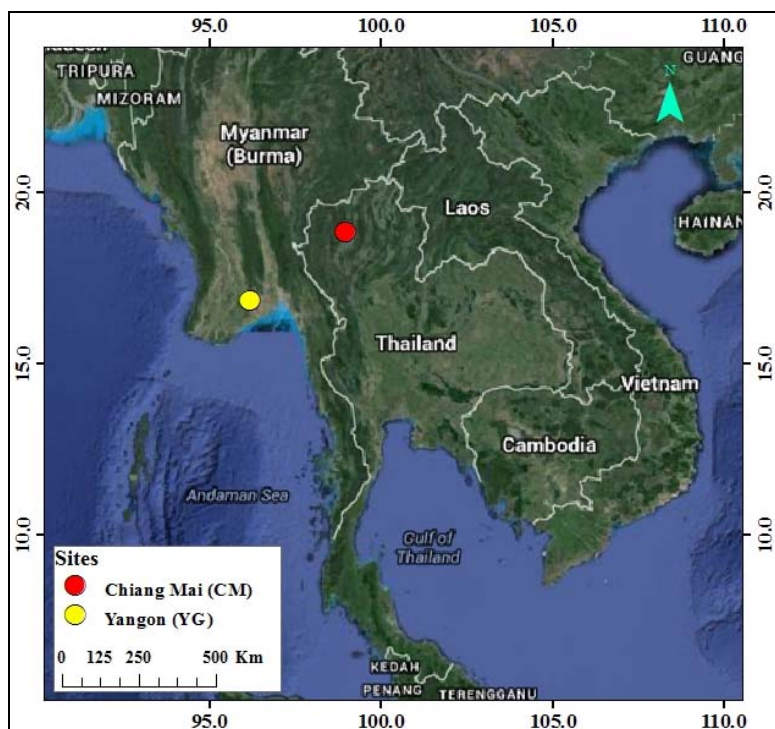 95.0 100.0 105.0 110.0
TRIPURA
MIZORAM
Myanmar
(Burma)
N
GUANG
20.0
20.0
Laos
HAINAN
15.0
15.0
Thailand
Vietnam
Cambodia
Andaman Sea
10.0
10.0
Gulf of
Thailand
Sites
Chiang Mai (CM)
Yangon (YG)
0 125 250 500 Km
KEDAH
PENANG
TERENGGANU
95.0 100.0 105.0 110.0